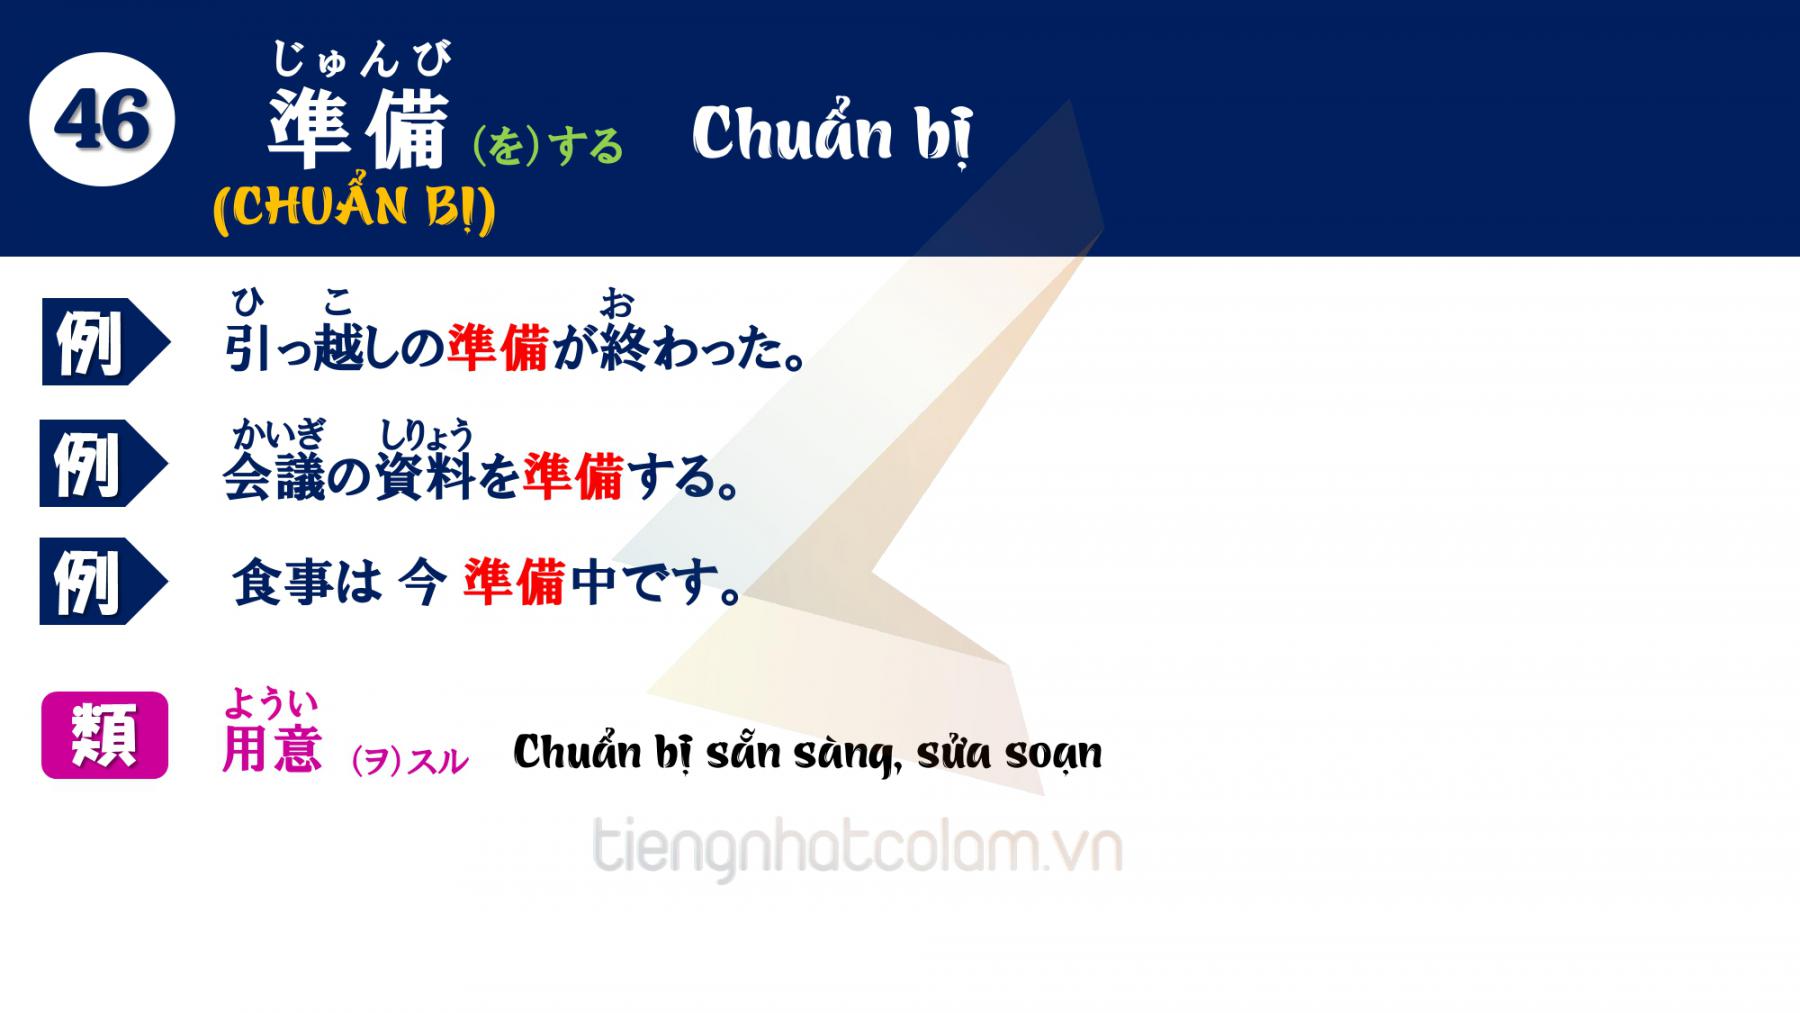 46
じゅんび
準備 (を)する Chuẩn bị
(CHUẨN BỊ)
ひ こ お
例 引っ越しの準備が終わった。
かいぎ しりょう
例 会議の資料を準備する。
例 食事は 今 準備中です。
ようい
類 用意 (ヲ)スル Chuẩn bị sẵn sàng, sửa soạn
tiengnhatcolam.vn